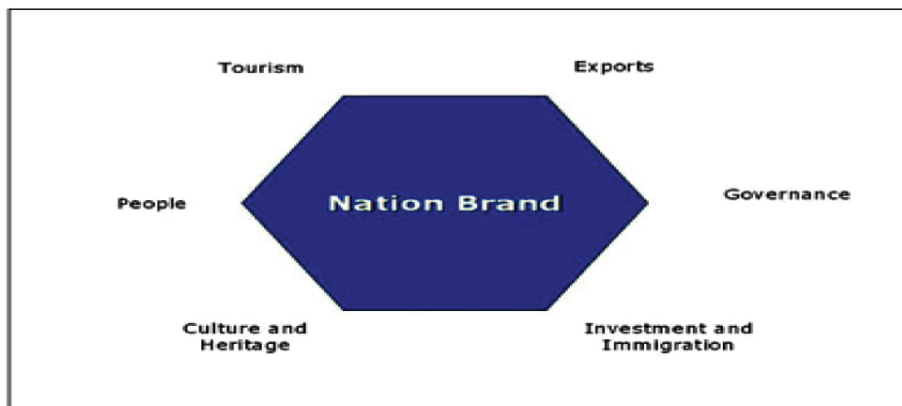 Tourism
Exports
People
Nation Brand
Governance
Culture and
Heritage
Investment and
Immigration